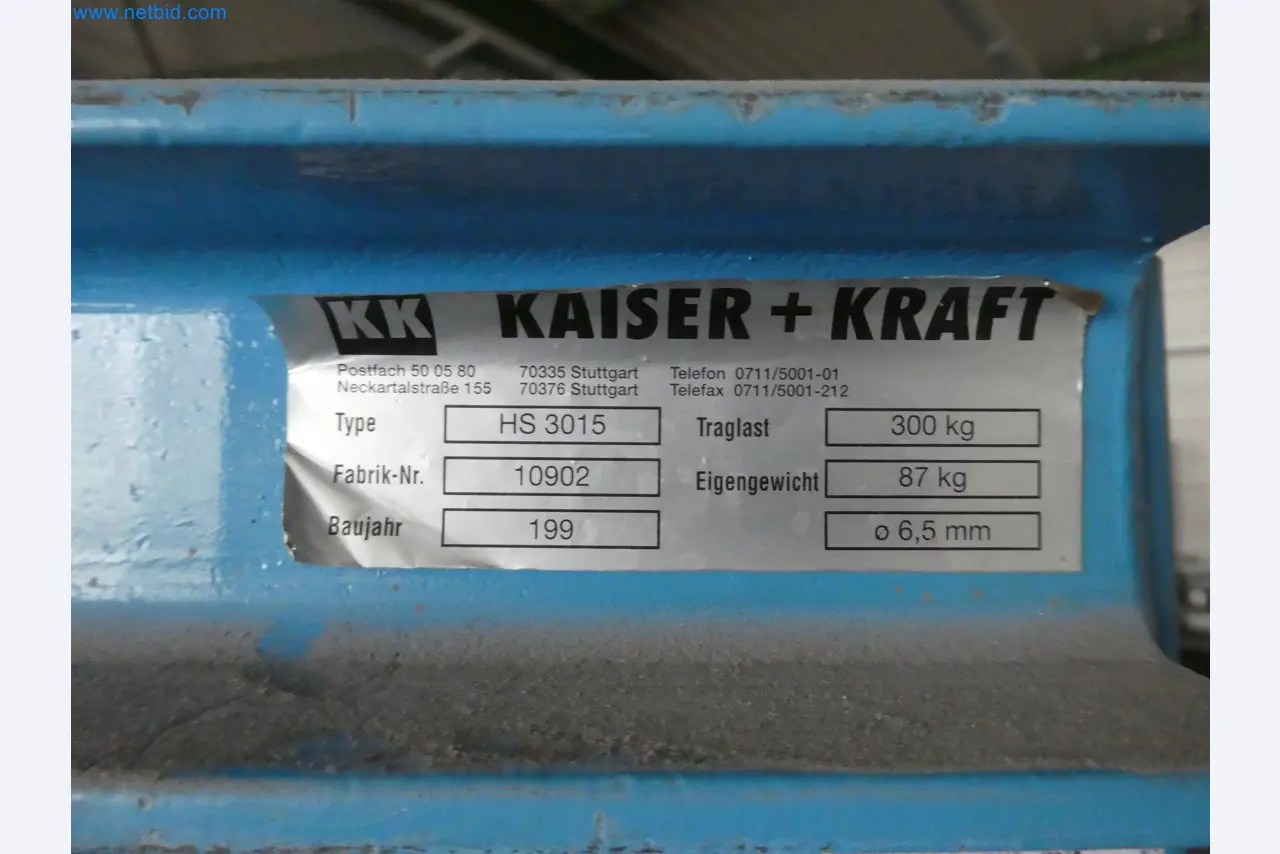 www.netbid.com
KK KAISER + KRAFT
Postfach 50 05 80 70335 Stuttgart Telefon 0711/5001-01
Neckartalstraße 155 70376 Stuttgart Telefax 0711/5001-212
Type HS 3015 Traglast 300 kg
Fabrik-Nr. 10902 Eigengewicht 87 kg
Baujahr 199 ø 6,5 mm